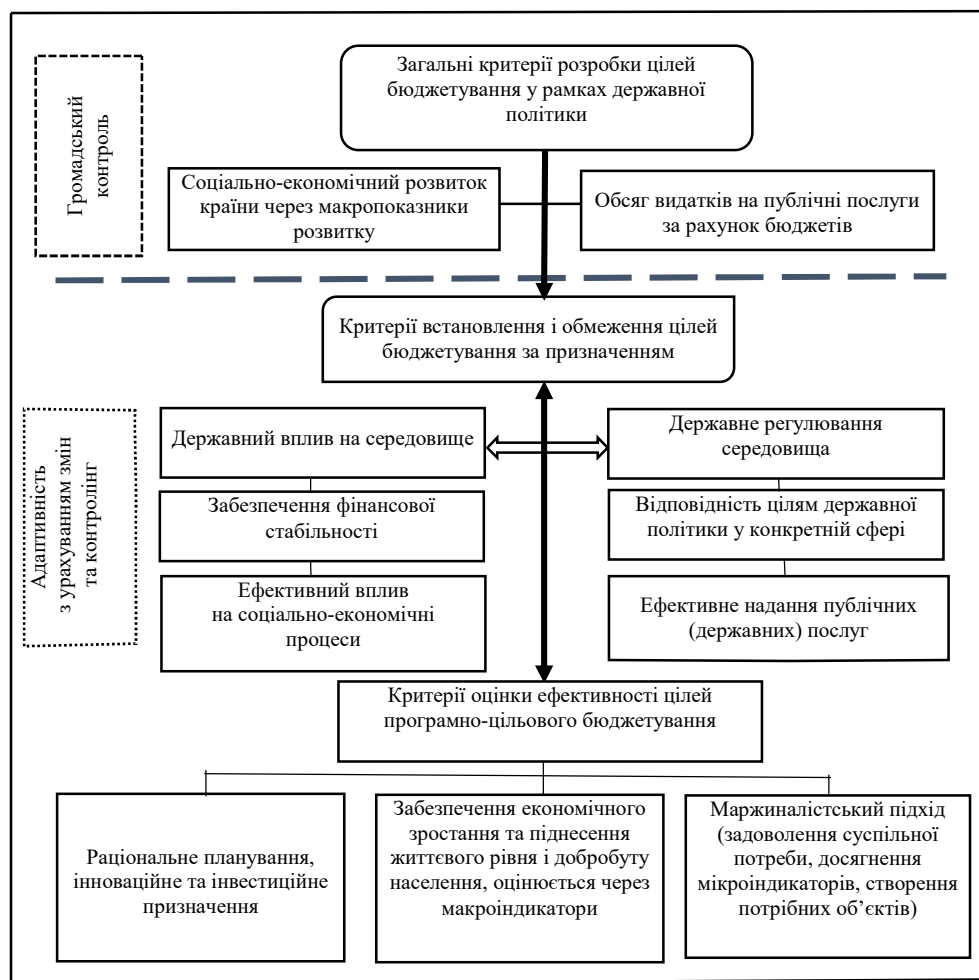 Громадський
контроль
Загальні критерії розробки цілей
бюджетування у рамках державної
політики
Соціально-економічний розвиток
країни через макропоказники
розвитку
Обсяг видатків на публічні послуги
за рахунок бюджетів
Критерії встановлення і обмеження цілей
бюджетування за призначенням
Адаптивність
з урахуванням змін
та контролінг
Державний вплив на середовище
Державне регулювання
середовища
Забезпечення фінансової
стабільності
Відповідність цілям державної
політики у конкретній сфері
Ефективний вплив
на соціально-економічні
процеси
Ефективне надання публічних
(державних) послуг
Критерії оцінки ефективності цілей
програмно-цільового бюджетування
Раціональне планування,
інноваційне та інвестиційне
призначення
Забезпечення економічного
зростання та піднесення
життєвого рівня і добробуту
населення, оцінюється через
макроіндикатори
Маржиналістський підхід
(задоволення суспільної
потреби, досягнення
мікроіндикаторів, створення
потрібних об’єктів)